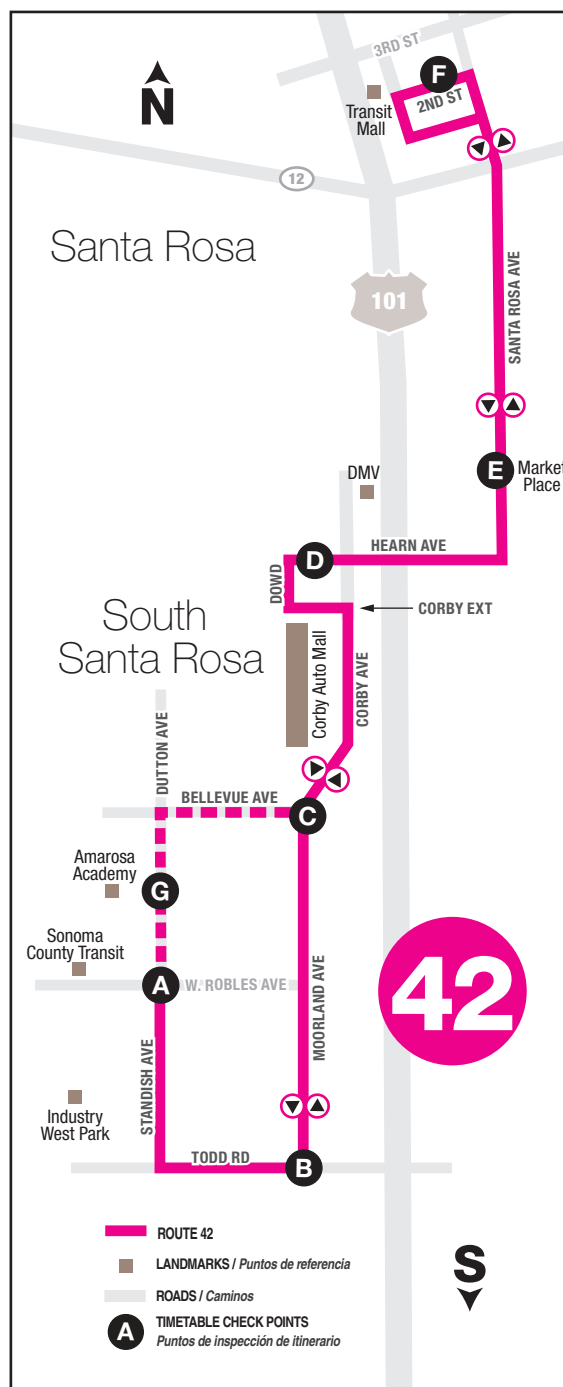 3RD ST
F
2ND ST
N
Transit
Mall
12
Santa Rosa
101
SANTA ROSA AVE
E
Market
Place
DMV
HEARN AVE
D
DOWD
CORBY EXT
South
Santa Rosa
Corby Auto Mall
CORBY AVE
DUTTON AVE
BELLEVUE AVE
C
Amarosa
Academy
G
Sonoma
County Transit
A
W. ROBLES AVE
MOORLAND AVE
42
STANDISH AVE
Industry
West Park
TODD RD
B
ROUTE 42
LANDMARKS / Puntos de referencia
S
ROADS / Caminos
A
TIMETABLE CHECK POINTS
Puntos de inspección de itinerario